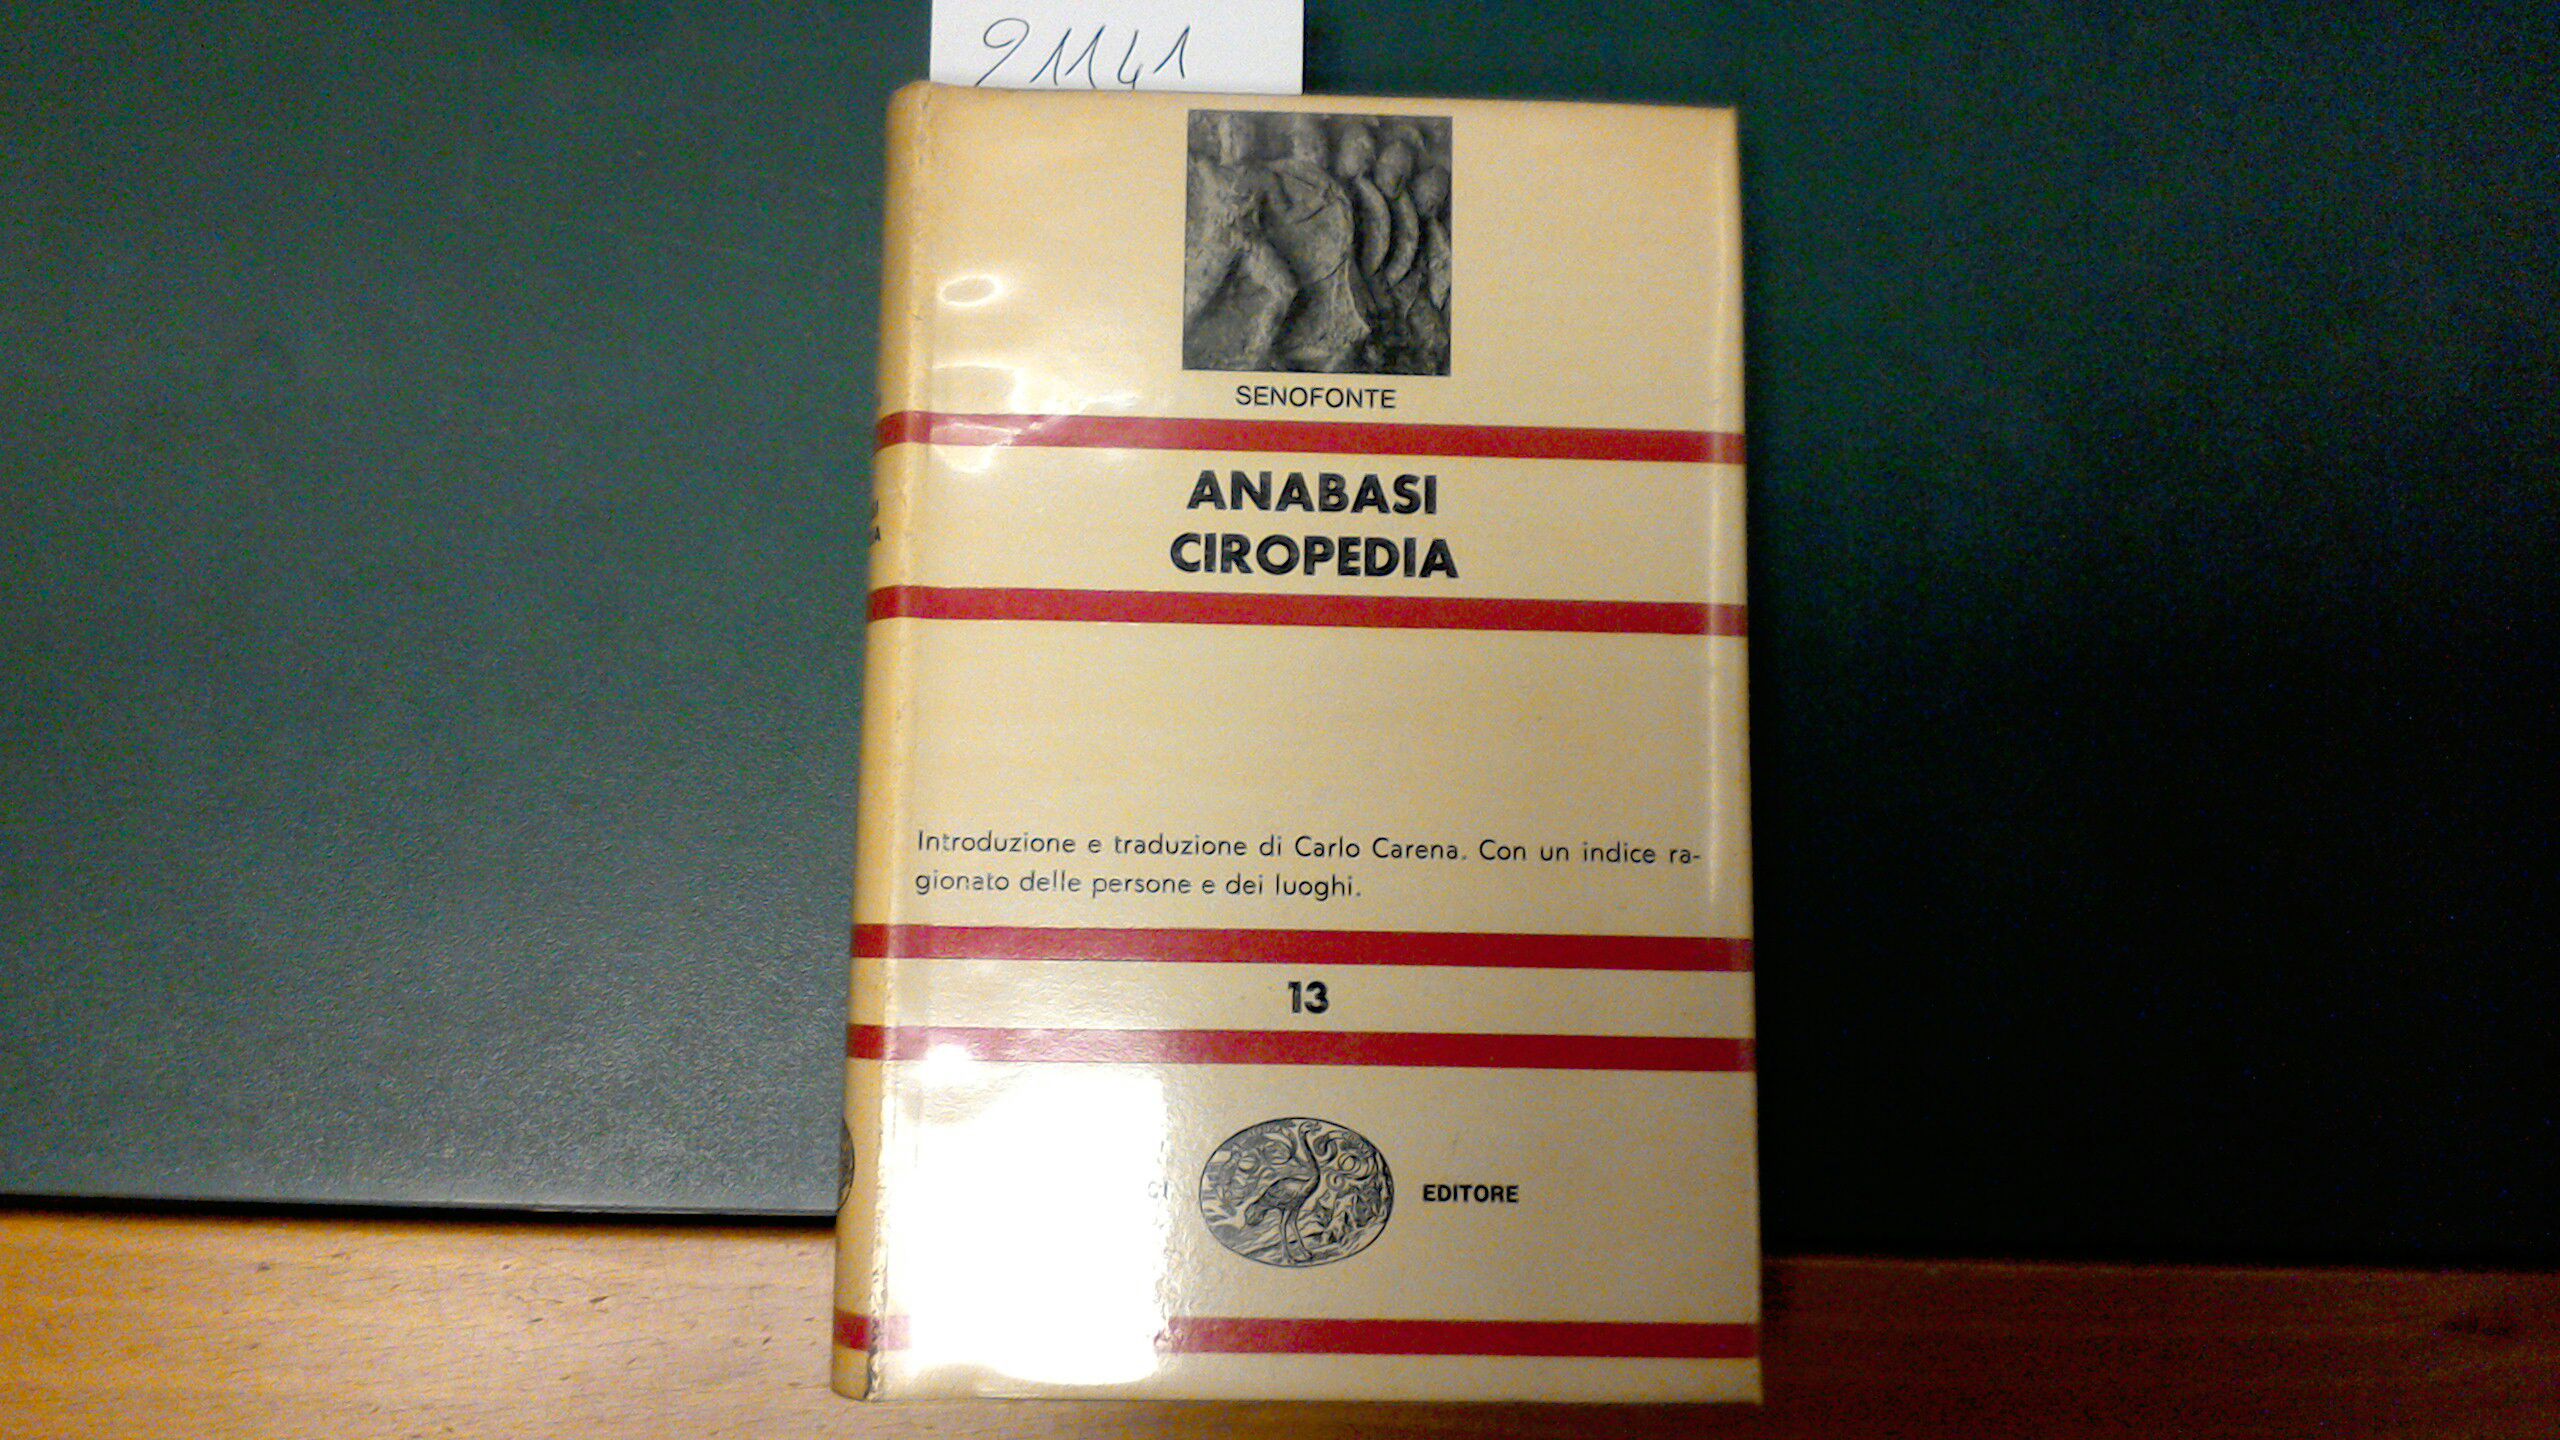 91141
SENOFONTE
ANABASI
CIROPEDIA
Introduzione e traduzione di Carlo Carena. Con un indice ra-
gionato delle persone e dei luoghi.
13
EDITORE